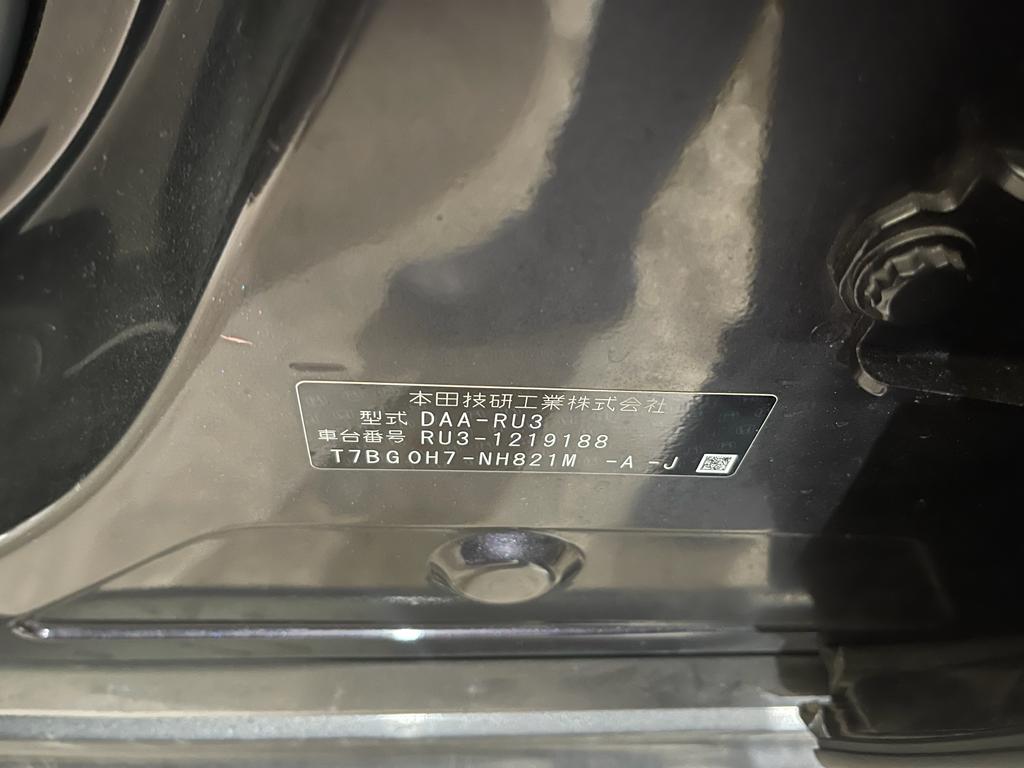 本田技研工業株式会社
型式 DAA-RU3
車台番号 RU3-1219188
T7BG0H7-NH821M -A -J